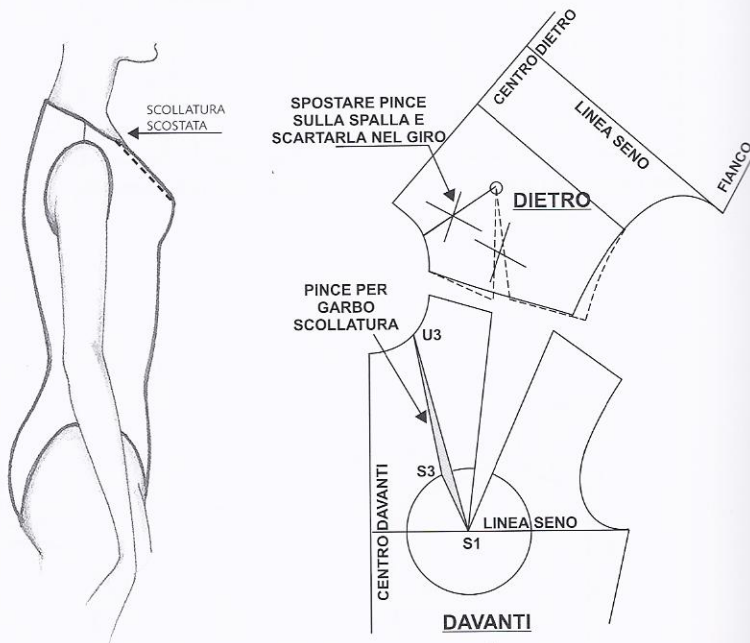 SCOLLATURA
SCOSTATA
SPOSTARE PINCE
SULLA SPALLA E
SCARTARLA NEL GIRO
CENTRO DIETRO
LINEA SENO
FIANCO
DIETRO
PINCE PER
GARBO
SCOLLATURA
U3
S3
CENTRO DAVANTI
LINEA SENO
S1
DAVANTI